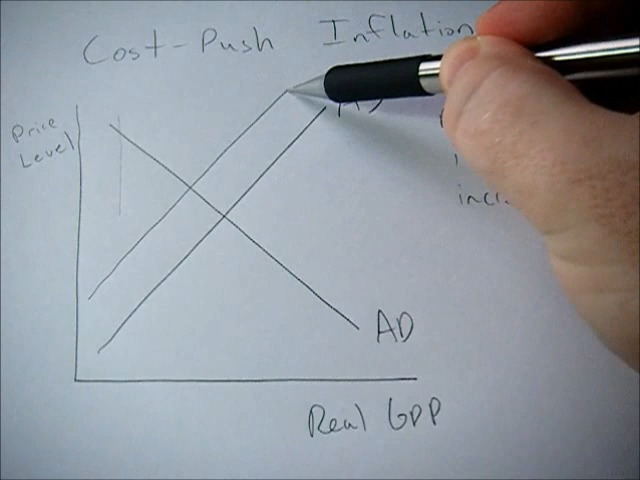 Cost-Push Inflation
Price
Level
AD
Real GDP